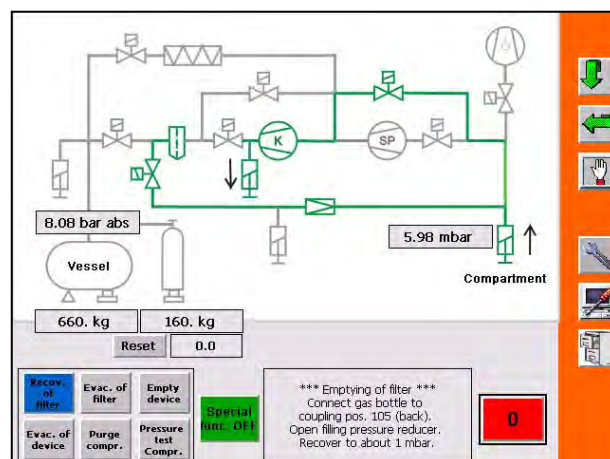 K
SP
8.08 bar abs
5.98 mbar
Vessel
Compartment
660. kg
160. kg
Reset
0.0
Recov.
of
filter
Evac. of
filter
Empty
device
Evac. of
device
Purge
compr.
Pressure
test
Compr.
Special
func. OFF
*** Emptying of filter ***
Connect gas bottle to
coupling pos. 105 (back).
Open filling pressure reducer.
Recover to about 1 mbar.
0